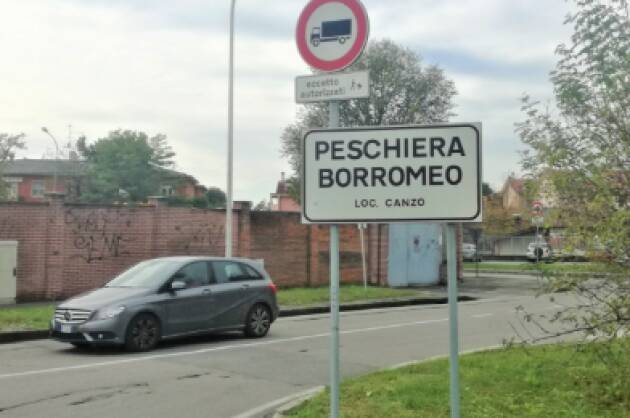 eccetto
autorizzati
PESCHIERA
BORROMEO
LOC. CANZO